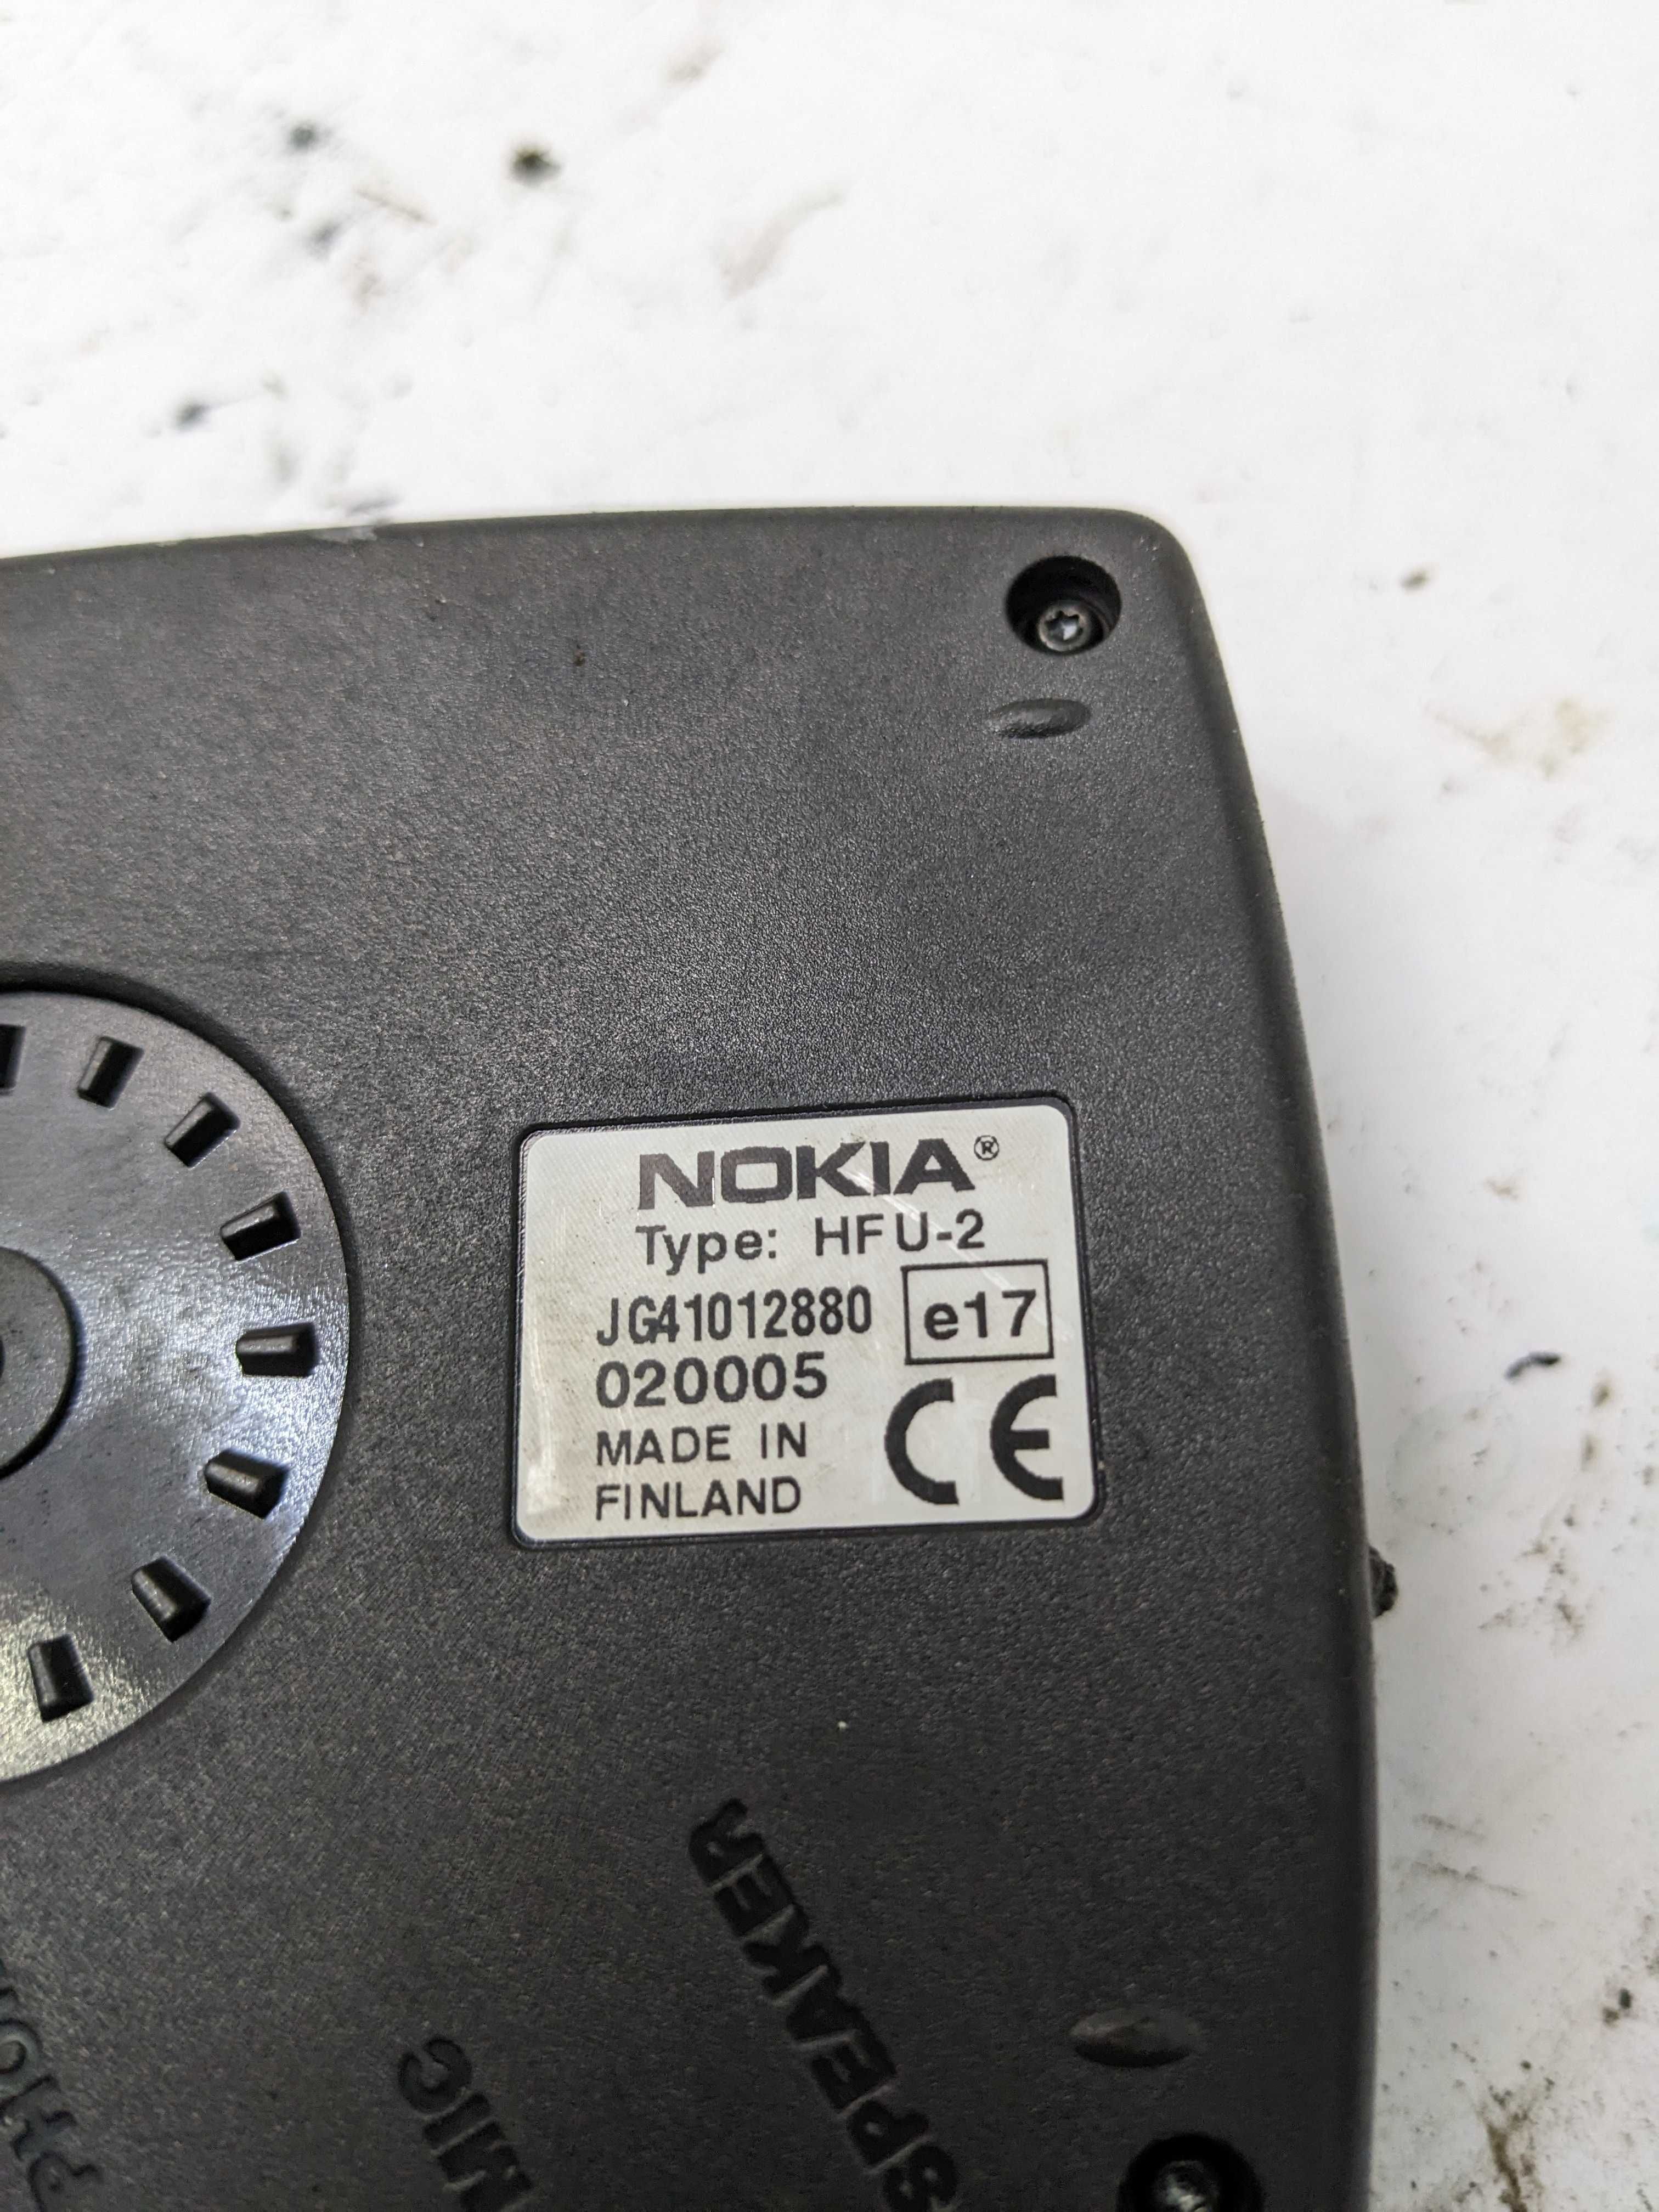 NOKIA®
Type: HFU-2
JG41012880
e17
020005
MADE IN
FINLAND
CE
SPEAKER
MIC